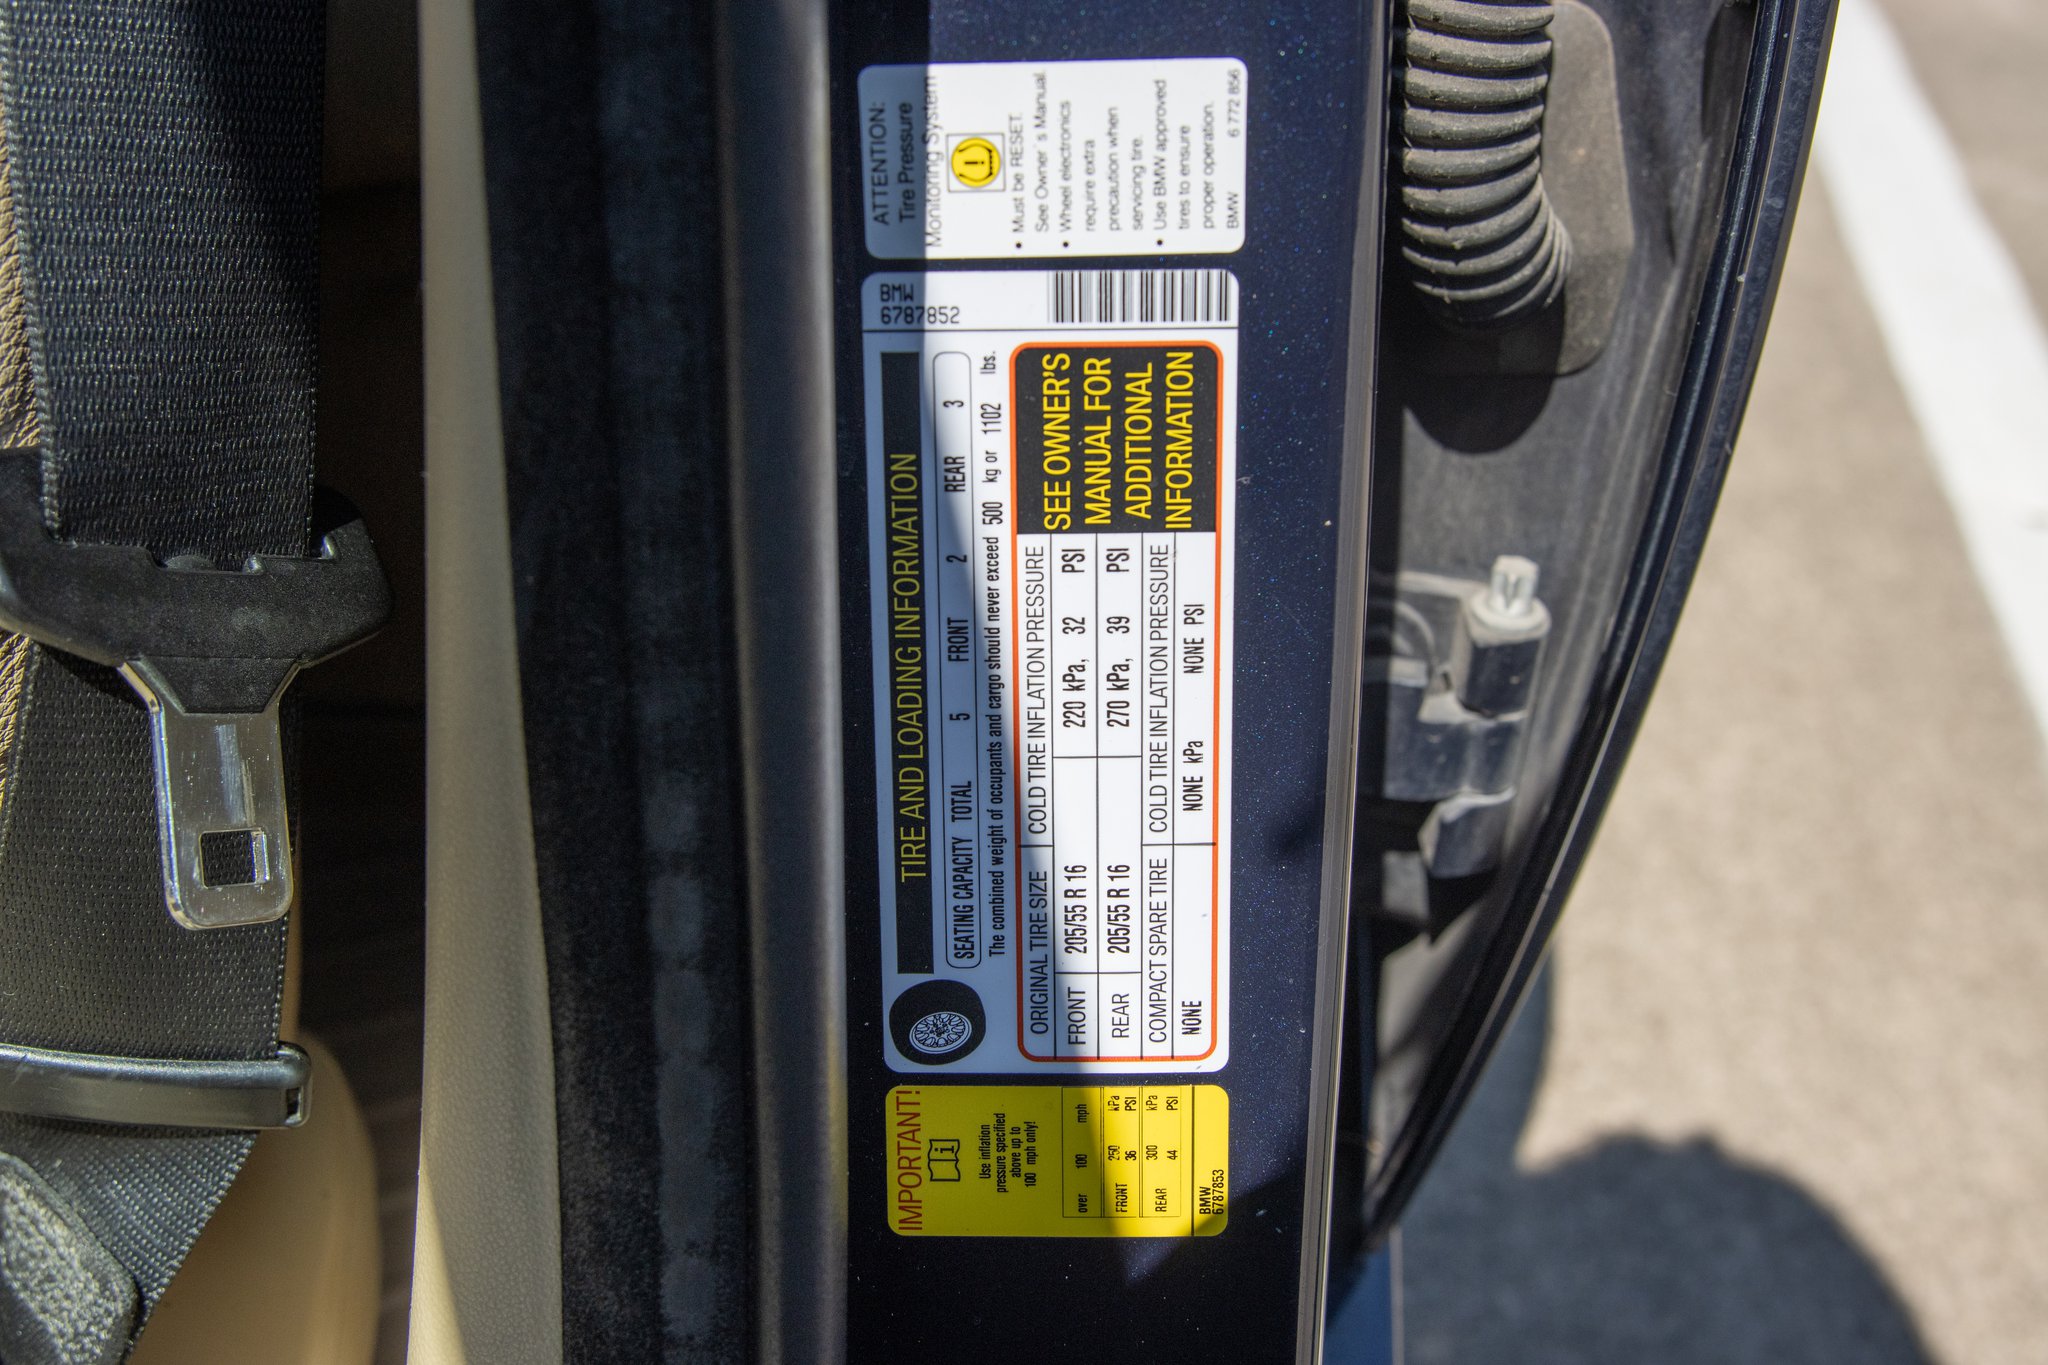 ATTENTION:
Tire Pressure
Monitoring System
• Must be RESET.
See Owner´s Manual.
• Wheel electronics
require extra
precaution when
servicing tire.
• Use BMW approved
tires to ensure
proper operation.
BMW 6 772 856
BMW
6787852
TIRE AND LOADING INFORMATION
SEATING CAPACITY TOTAL 5 FRONT 2 REAR 3
The combined weight of occupants and cargo should never exceed 500 kg or 1102 lbs.
ORIGINAL TIRE SIZE COLD TIRE INFLATION PRESSURE
FRONT 205/55 R 16 220 kPa, 32 PSI
REAR 205/55 R 16 270 kPa, 39 PSI
COMPACT SPARE TIRE COLD TIRE INFLATION PRESSURE
NONE NONE kPa NONE PSI
SEE OWNER'S
MANUAL FOR
ADDITIONAL
INFORMATION
IMPORTANT!
i
Use inflation
pressure specified
above up to
100 mph only!
over 100 mph
FRONT 250 kPa
36 PSI
REAR 300 kPa
44 PSI
BMW
6787853